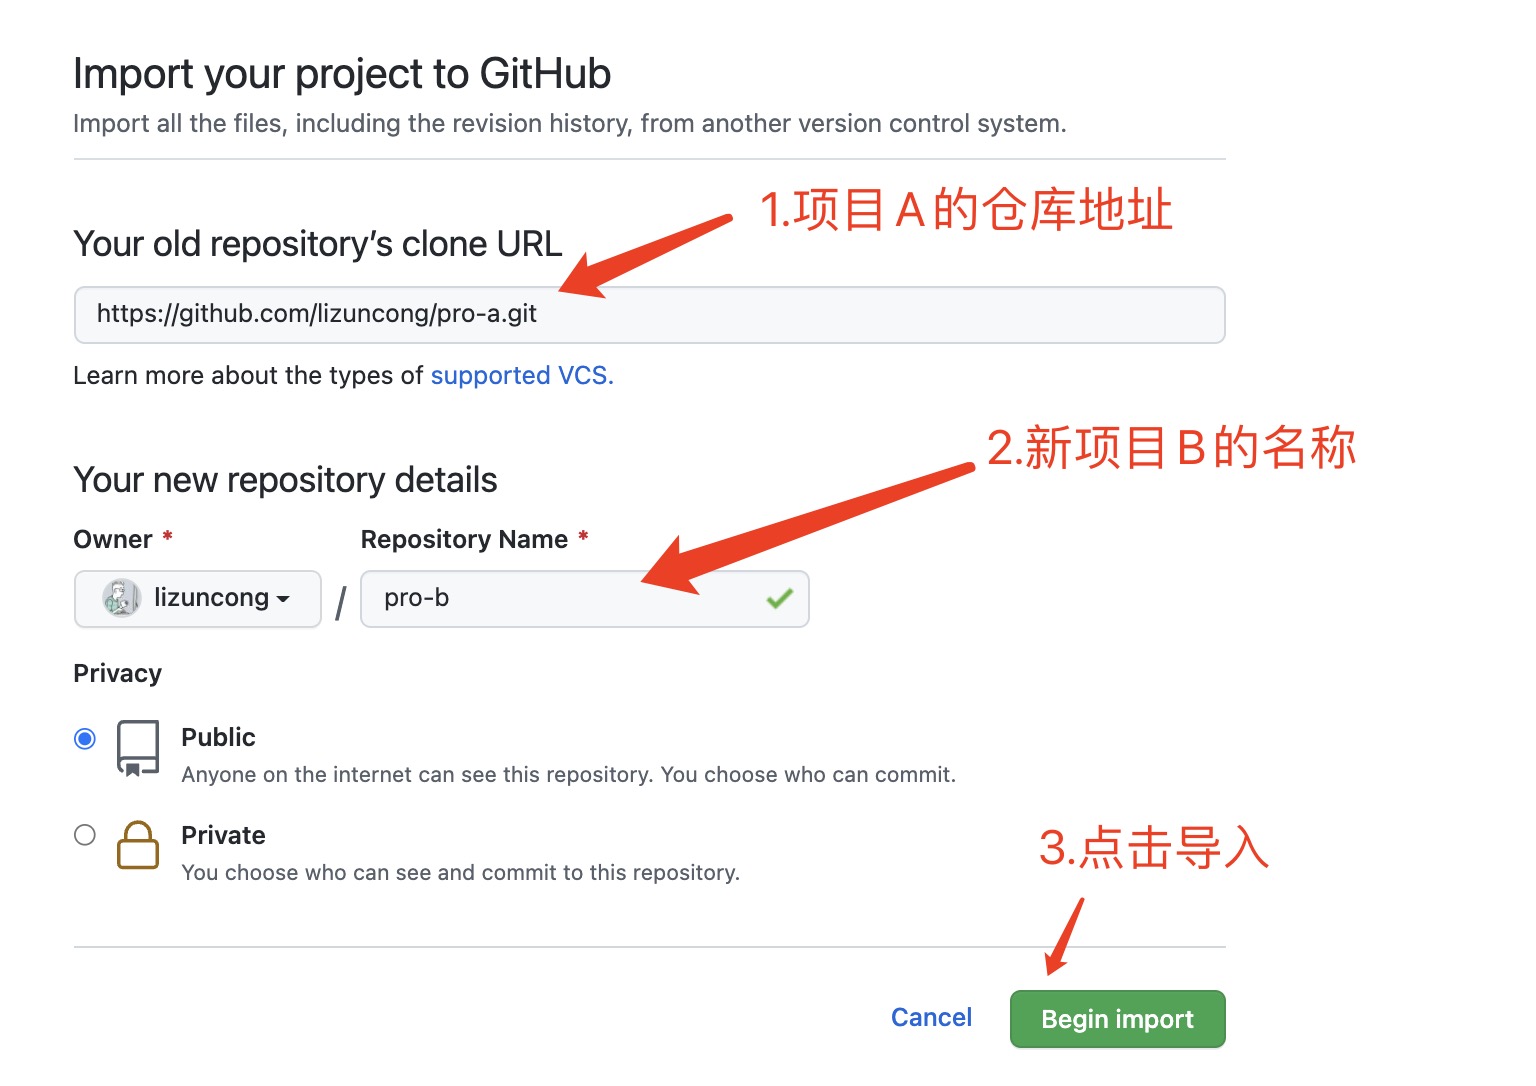 Import your project to GitHub
Import all the files, including the revision history, from another version control system.
1.项目A的仓库地址
Your old repository's clone URL
https://github.com/lizuncong/pro-a.git
Learn more about the types of supported VCS.
2.新项目B的名称
Your new repository details
Owner * Repository Name *
lizuncong / pro-b
Privacy
Public
Anyone on the internet can see this repository. You choose who can commit.
Private
You choose who can see and commit to this repository.
3.点击导入
Cancel Begin import